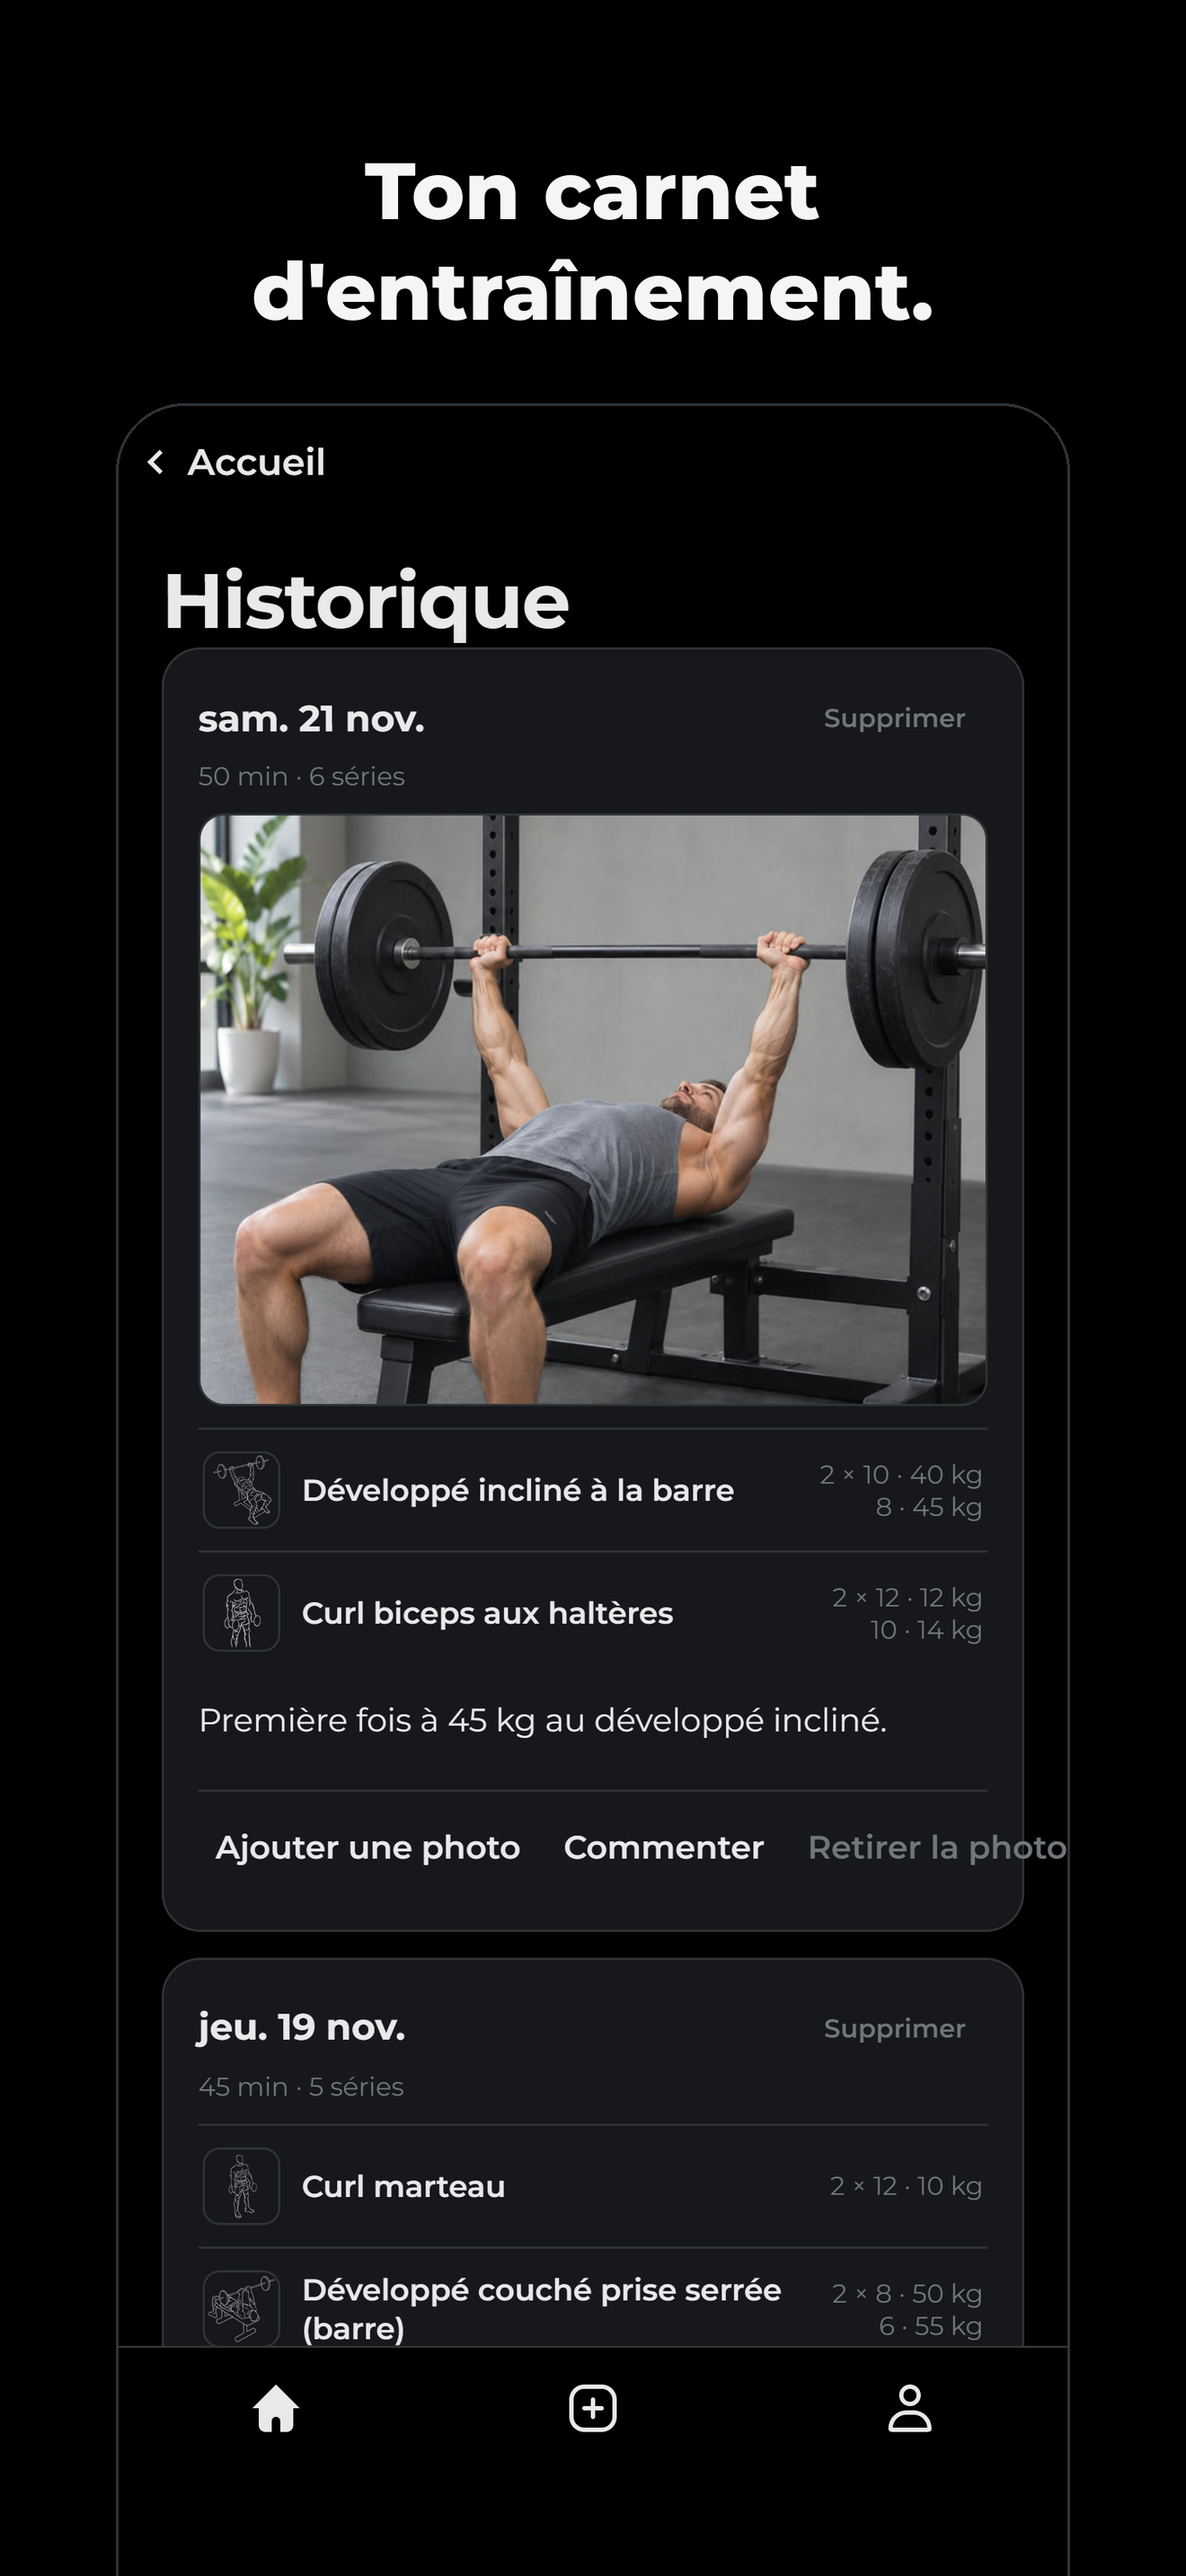 Ton carnet
d'entraînement.
Accueil
Historique
sam. 21 nov.
Supprimer
50 min · 6 séries
Développé incliné à la barre
2 × 10 · 40 kg
8 · 45 kg
Curl biceps aux haltères
2 × 12 · 12 kg
10 · 14 kg
Première fois à 45 kg au développé incliné.
Ajouter une photo
Commenter
Retirer la photo
jeu. 19 nov.
Supprimer
45 min · 5 séries
Curl marteau
2 × 12 · 10 kg
Développé couché prise serrée
(barre)
2 × 8 · 50 kg
6 · 55 kg